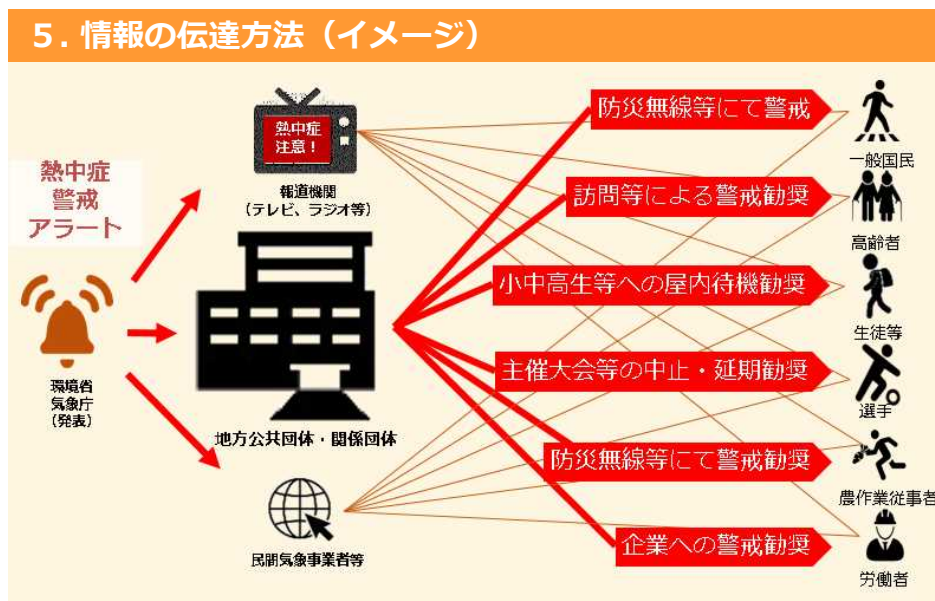 ５．情報の伝達方法（イメージ）
熱中症
警戒
アラート
環境省
気象庁
（発表）
熱中症
注意！
報道機関
（テレビ、ラジオ等）
地方公共団体・関係団体
民間気象事業者等
防災無線等にて警戒
訪問等による警戒勧奨
小中高生等への屋内待機勧奨
主催大会等の中止・延期勧奨
防災無線等にて警戒勧奨
企業への警戒勧奨
一般国民
高齢者
生徒等
選手
農作業従事者
労働者